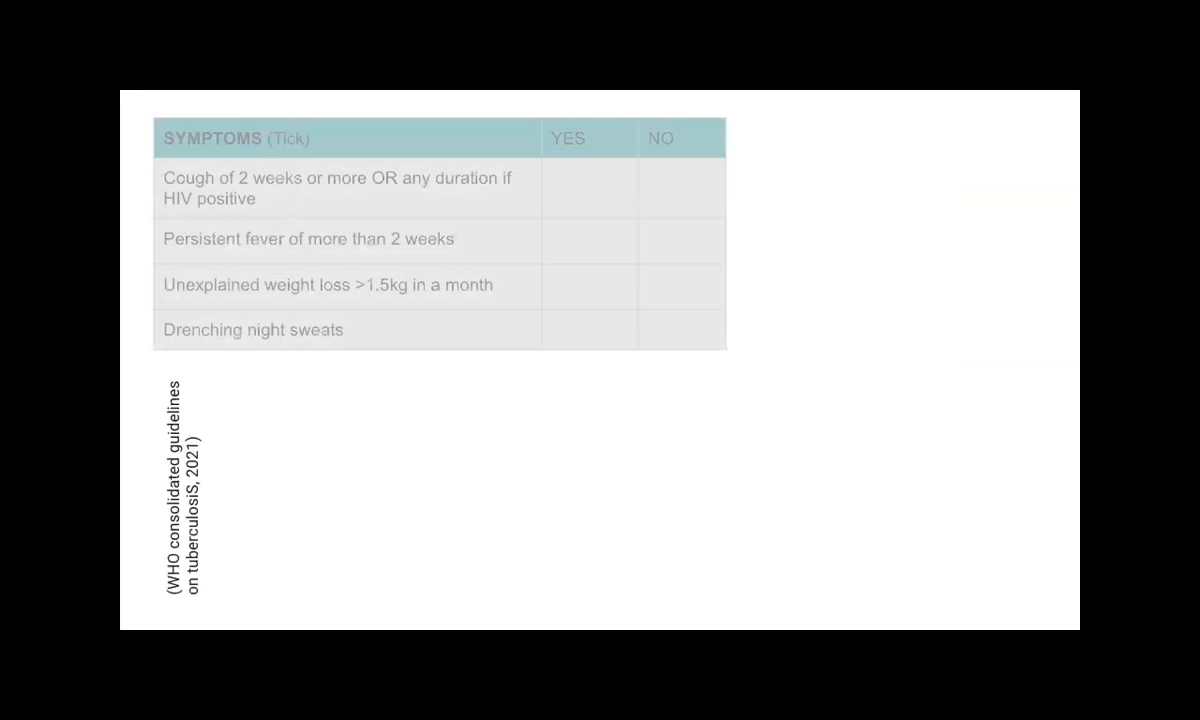 SYMPTOMS (Tick) YES NO
Cough of 2 weeks or more OR any duration if
HIV positive
Persistent fever of more than 2 weeks
Unexplained weight loss >1.5kg in a month
Drenching night sweats
(WHO consolidated guidelines
on tuberculosiS, 2021)